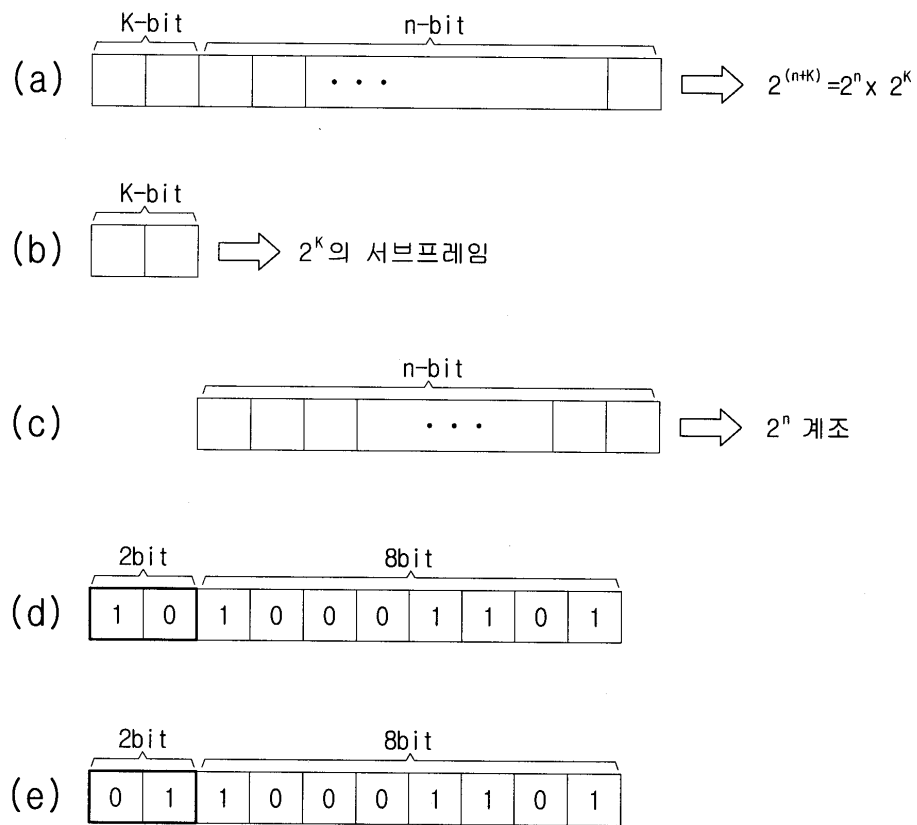 K-bit n-bit
(a) · · · 2^(n+K)=2^n x 2^K
K-bit
(b) 2^K의 서브프레임
n-bit
(c) · · · 2^n 계조
2bit 8bit
(d) 1 0 1 0 0 0 1 1 0 1
2bit 8bit
(e) 0 1 1 0 0 0 1 1 0 1